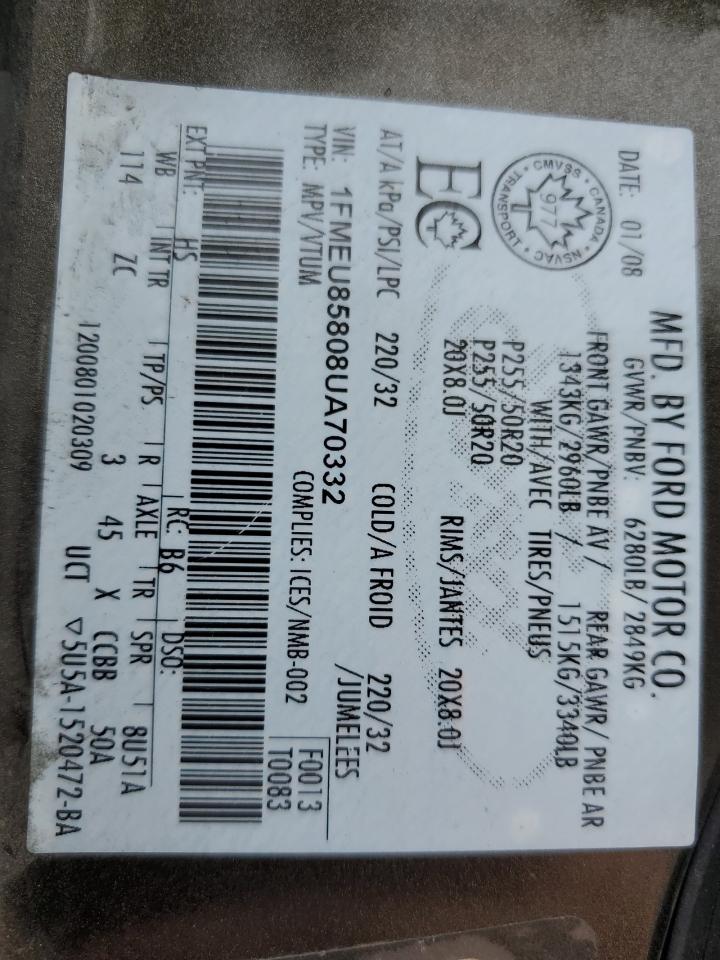 MFD. BY FORD MOTOR CO.
DATE: 01/08
GVWR/PNBV: 6280LB/ 2849KG
FRONT GAWR/PNBE AV / REAR GAWR/ PNBE AR
1343KG/2960LB / 1515KG/3340LB
WITH/AVEC TIRES/PNEUS
P255/50R20
P255/50R20
RIMS/JANTES
20X8.0J 20X8.0J
CANADA
CMVSS • NSVAC
977
TRANSPORT
EC
AT/A kPa/PSI/LPC 220/32 COLD/A FROID 220/32
/JUMELEES
VIN: 1FMEU85808UA70332
TYPE: MPV/VTUM COMPLIES: ICES/NMB-002
F0013
T0083
EXT PNT: HS RC: B6 DSO:
WB INT TR TP/PS R AXLE TR SPR 8U51A
114 ZC 3 45 X CCBB 50A
1200801020309 UCT ▽5U5A-1520472-BA